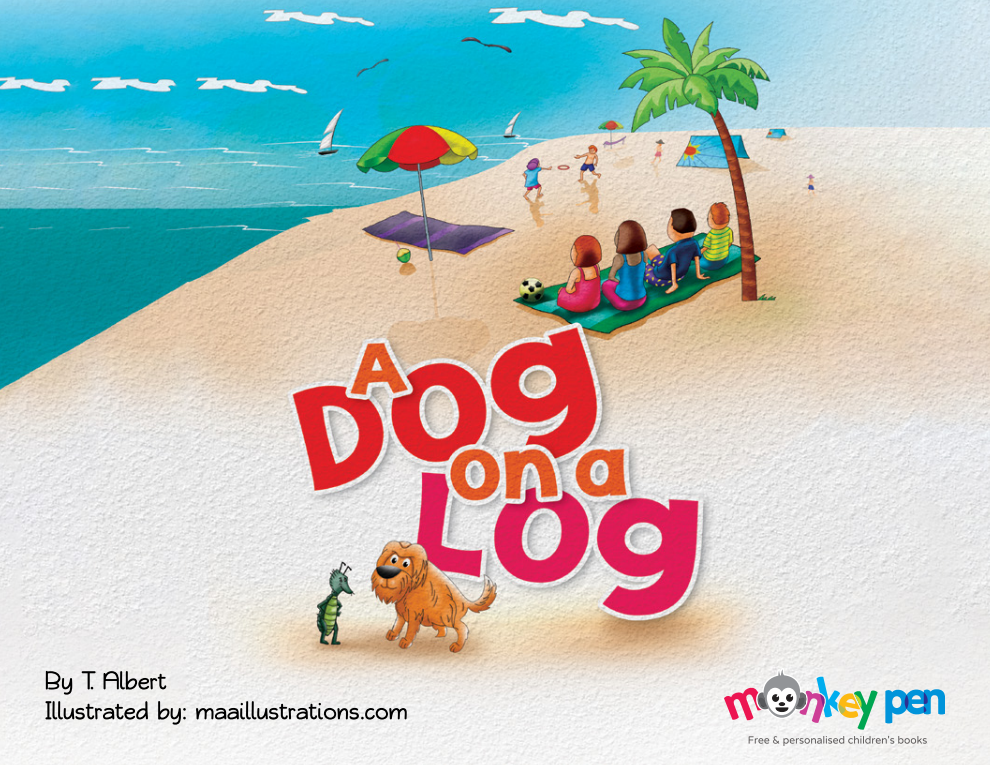 A
Dog
on a
Log
By T. Albert
Illustrated by: maaillustrations.com
monkey pen
Free & personalised children's books